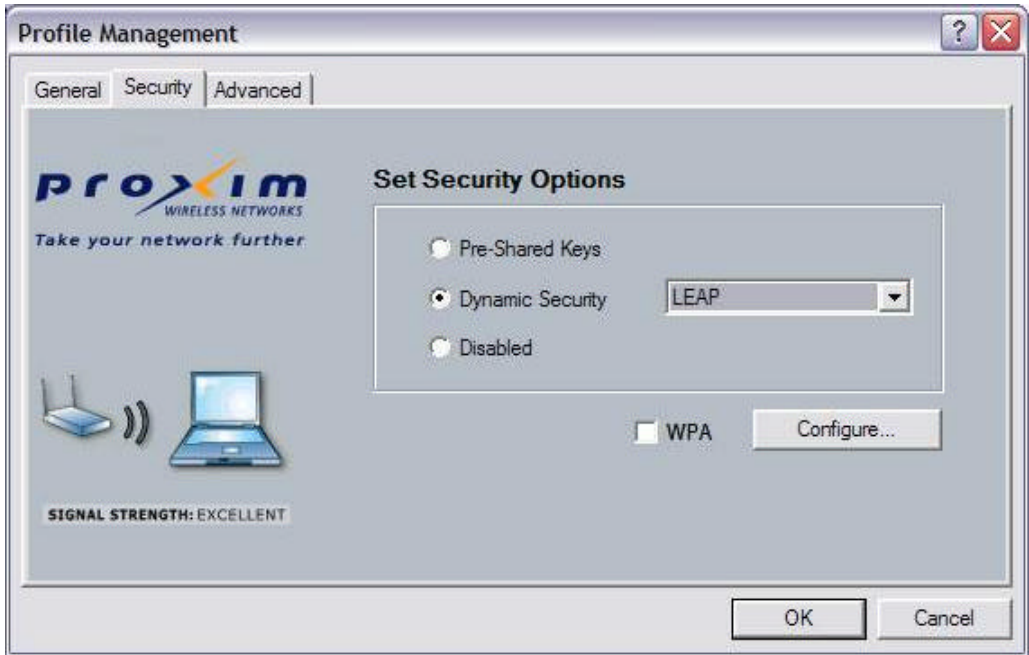 Profile Management
General Security Advanced
proxim
WIRELESS NETWORKS
Take your network further
Set Security Options
Pre-Shared Keys
Dynamic Security LEAP
Disabled
WPA Configure...
SIGNAL STRENGTH: EXCELLENT
OK Cancel